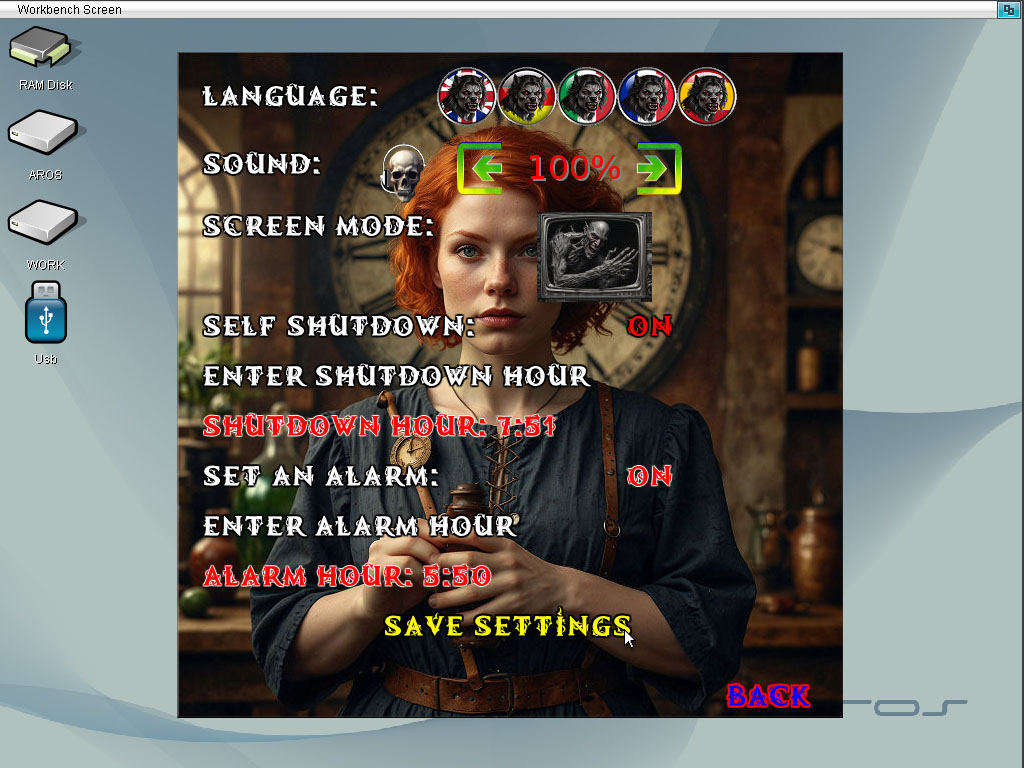 Workbench Screen
RAM Disk
AROS
WORK
Usb
LANGUAGE:
SOUND:
100%
SCREEN MODE:
SELF SHUTDOWN:
ON
ENTER SHUTDOWN HOUR
SHUTDOWN HOUR: 7:51
SET AN ALARM:
ON
ENTER ALARM HOUR
ALARM HOUR: 5:50
SAVE SETTINGS
BACK